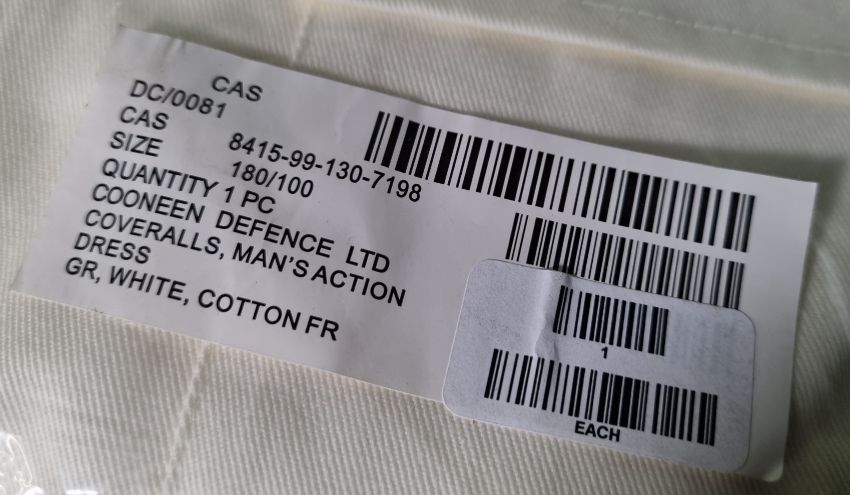 CAS
DC/0081
CAS 8415-99-130-7198
SIZE 180/100
QUANTITY 1 PC
COONEEN DEFENCE LTD
COVERALLS, MAN'S ACTION
DRESS
GR, WHITE, COTTON FR
1
EACH